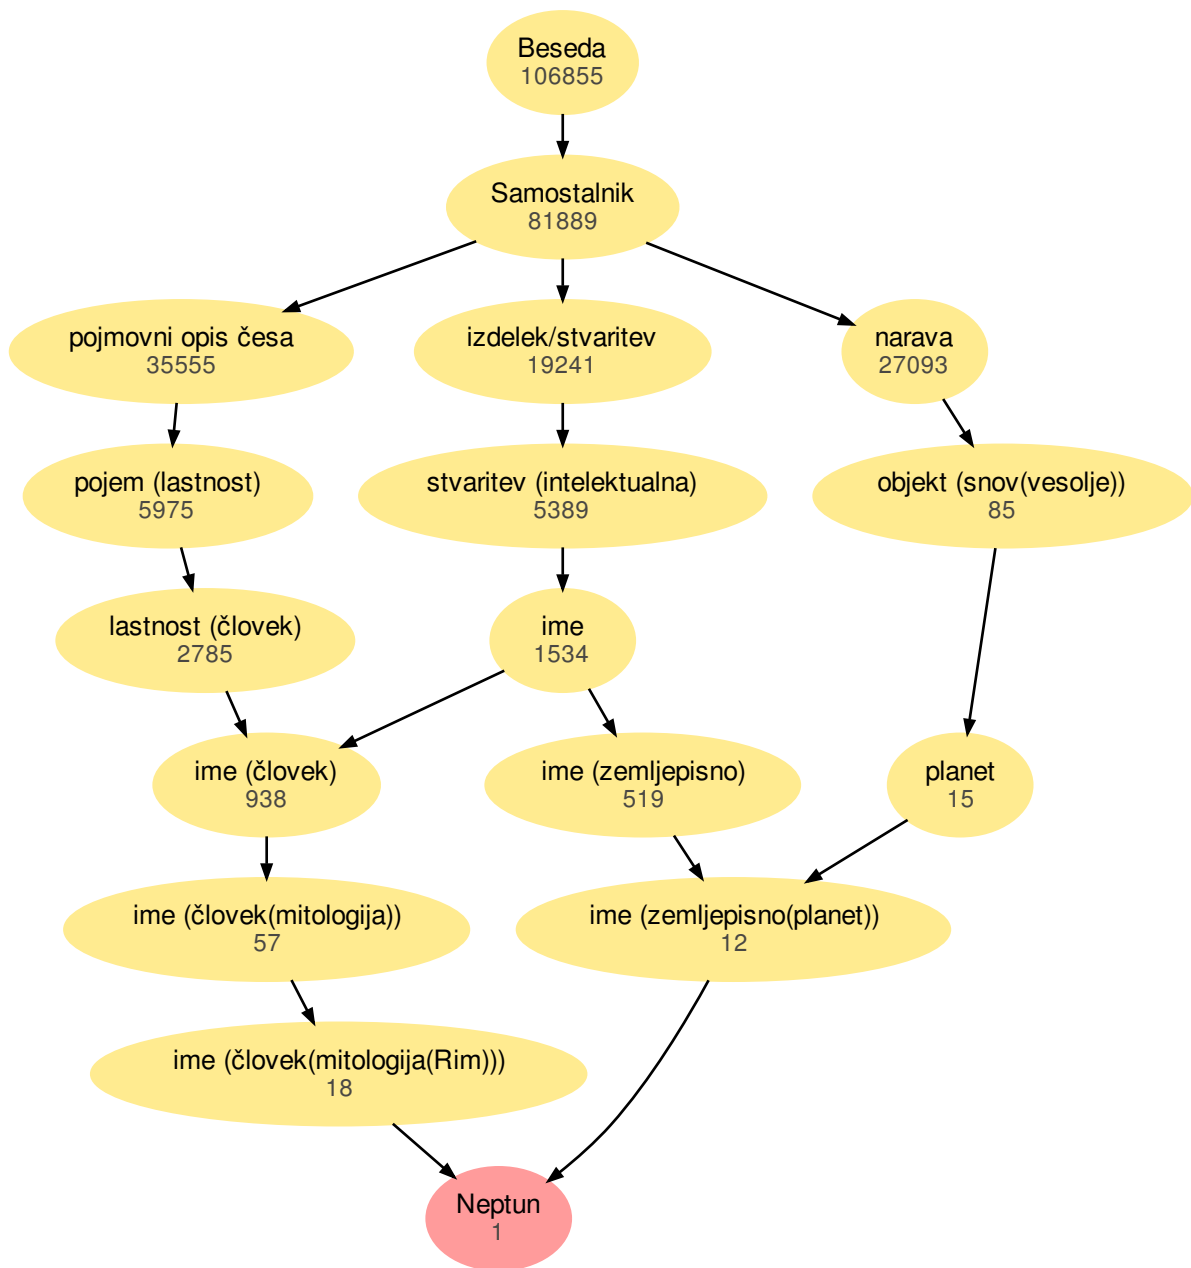 Beseda
106855
Samostalnik
81889
pojmovni opis česa
35555
izdelek/stvaritev
19241
narava
27093
pojem (lastnost)
5975
stvaritev (intelektualna)
5389
objekt (snov(vesolje))
85
lastnost (človek)
2785
ime
1534
ime (človek)
938
ime (zemljepisno)
519
planet
15
ime (človek(mitologija))
57
ime (zemljepisno(planet))
12
ime (človek(mitologija(Rim)))
18
Neptun
1